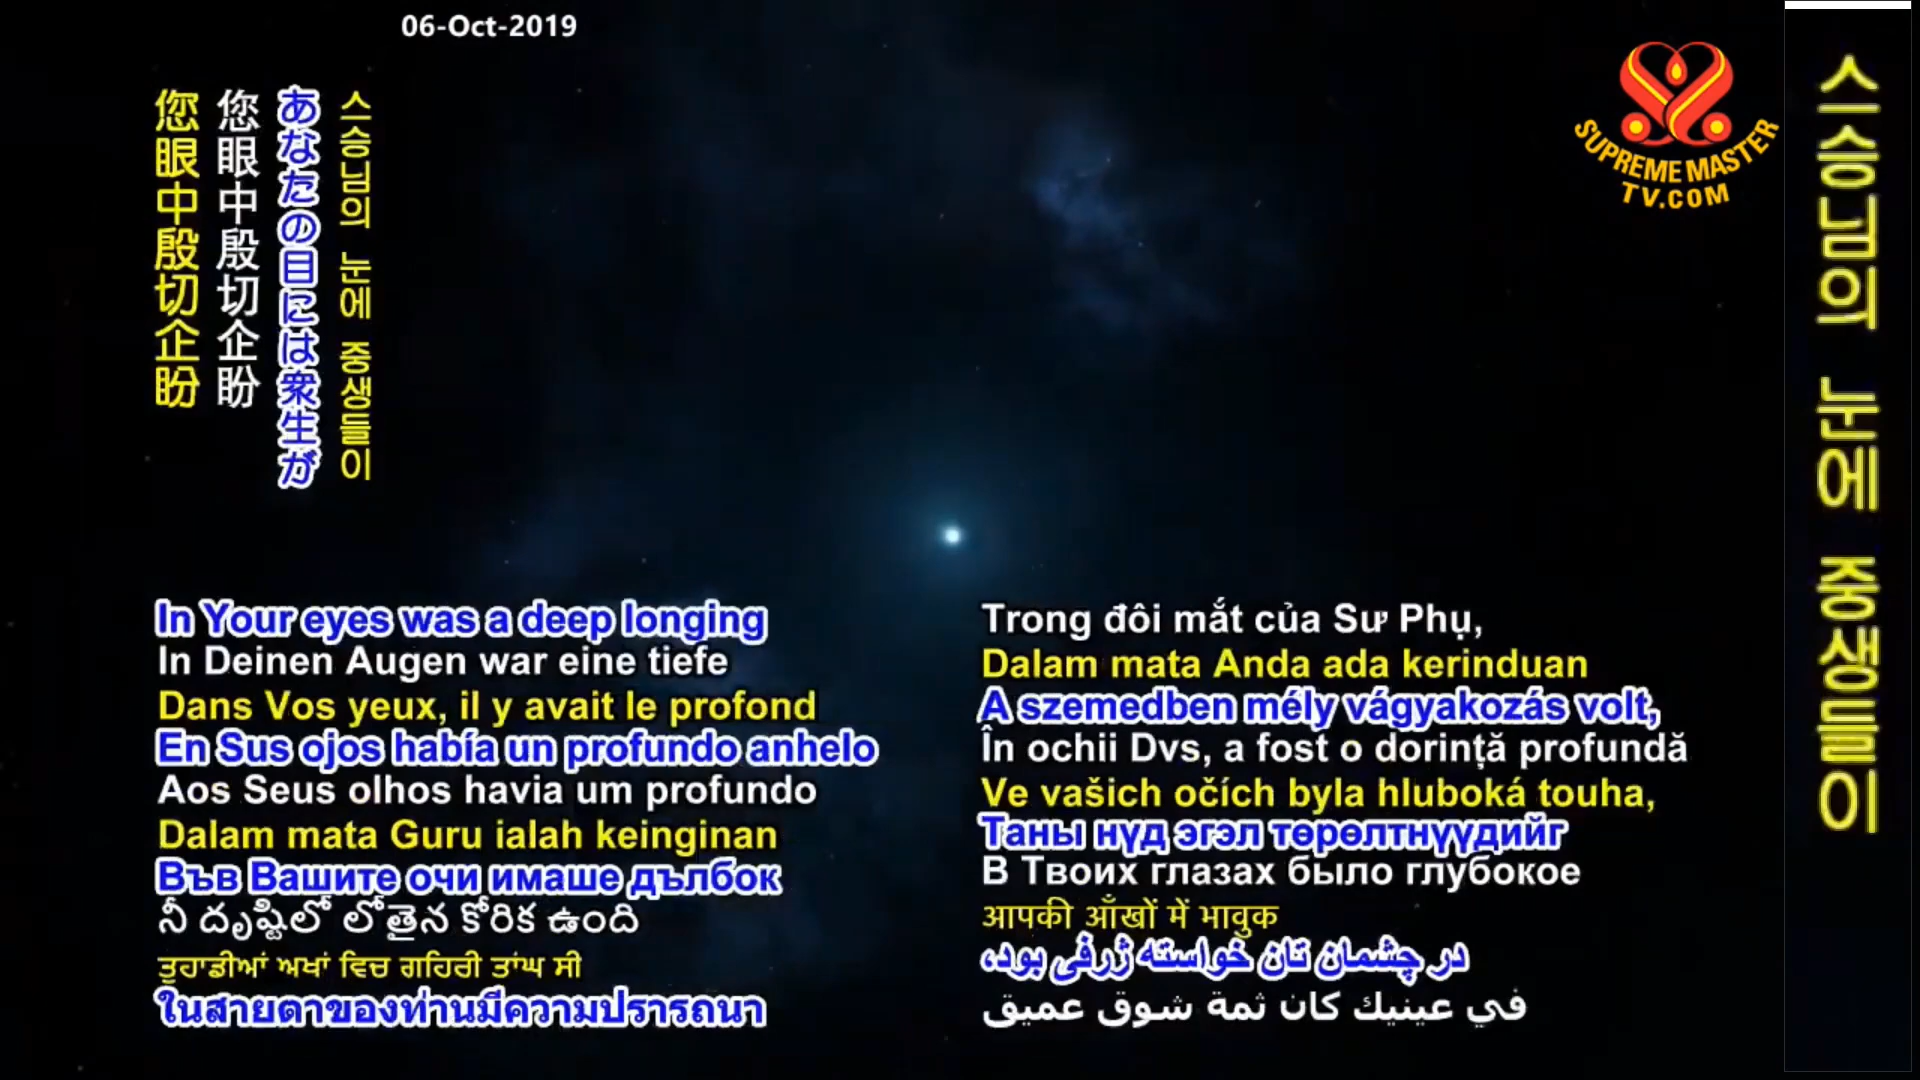 06-Oct-2019
SUPREME MASTER
TV.COM
스승님의 눈에 중생들이
스승님의 눈에 중생들이
あなたの目には衆生が
您眼中殷切企盼
您眼中殷切企盼
In Your eyes was a deep longing
In Deinen Augen war eine tiefe
Dans Vos yeux, il y avait le profond
En Sus ojos había un profundo anhelo
Aos Seus olhos havia um profundo
Dalam mata Guru ialah keinginan
Във Вашите очи имаше дълбок
నీ దృష్టిలో లోతైన కోరిక ఉంది
ਤੁਹਾਡੀਆਂ ਅਖਾਂ ਵਿਚ ਗਹਿਰੀ ਤਾਂਘ ਸੀ
ในสายตาของท่านมีความปรารถนา
Trong đôi mắt của Sư Phụ,
Dalam mata Anda ada kerinduan
A szemedben mély vágyakozás volt,
În ochii Dvs, a fost o dorință profundă
Ve vašich očích byla hluboká touha,
Таны нүд эгэл төрөлтнүүдийг
В Твоих глазах было глубокое
आपकी आँखों में भावुक
در چشمان تان خواسته ژرفی بود،
في عينيك كان ثمة شوق عميق